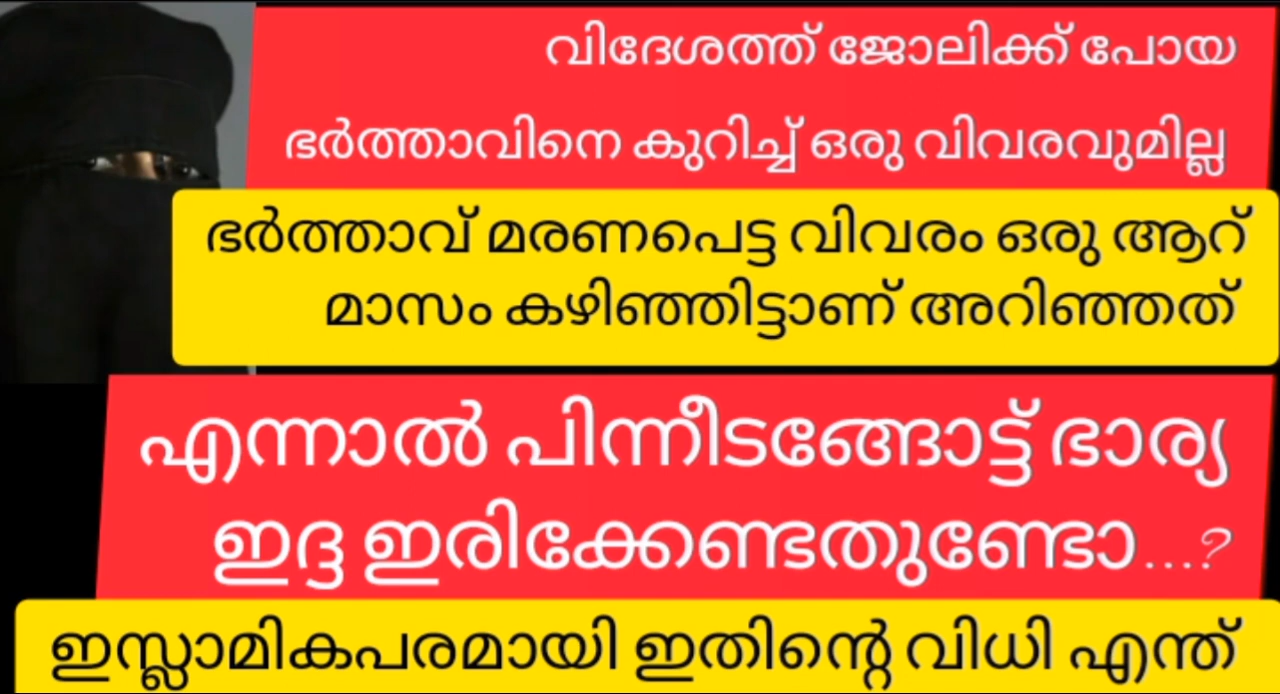 വിദേശത്ത് ജോലിക്ക് പോയ
ഭർത്താവിനെ കുറിച്ച് ഒരു വിവരവുമില്ല
ഭർത്താവ് മരണപെട്ട വിവരം ഒരു ആറ്
മാസം കഴിഞ്ഞിട്ടാണ് അറിഞ്ഞത്
എന്നാൽ പിന്നീടങ്ങോട്ട് ഭാര്യ
ഇദ്ദ ഇരിക്കേണ്ടതുണ്ടോ...?
ഇസ്ലാമികപരമായി ഇതിന്റെ വിധി എന്ത്